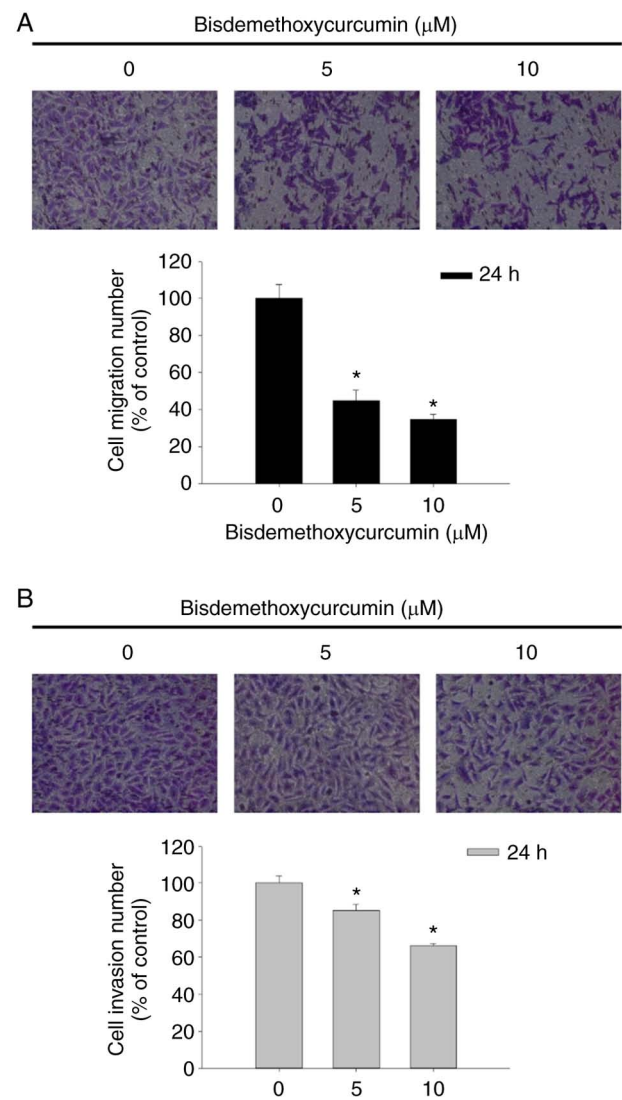 A
Bisdemethoxycurcumin (μM)
0 5 10
120
100
80
60
40
20
0
Cell migration number
(% of control)
24 h
*
*
0 5 10
Bisdemethoxycurcumin (μM)
B
Bisdemethoxycurcumin (μM)
0 5 10
120
100
80
60
40
20
0
Cell invasion number
(% of control)
24 h
*
*
0 5 10